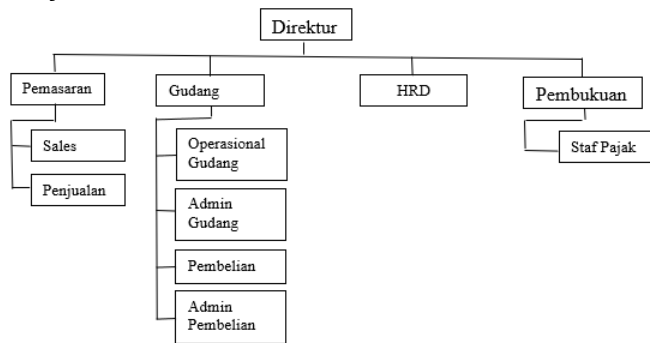 Direktur
Pemasaran
Gudang
HRD
Pembukuan
Sales
Penjualan
Operasional
Gudang
Admin
Gudang
Pembelian
Admin
Pembelian
Staf Pajak